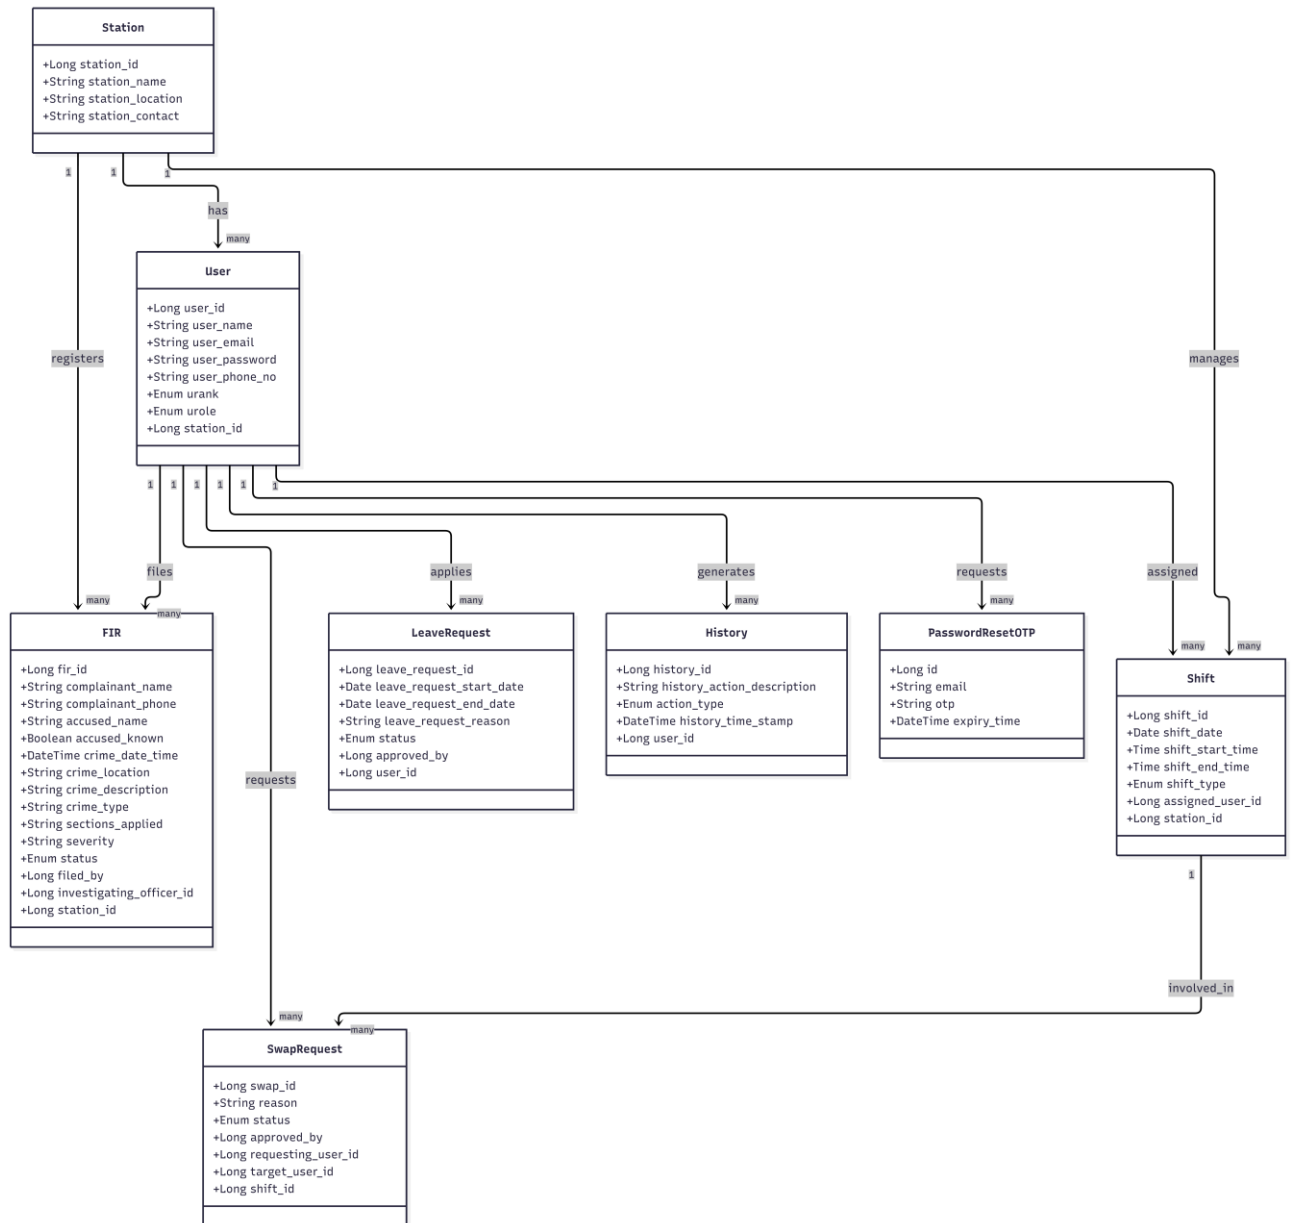 Station
+Long station_id
+String station_name
+String station_location
+String station_contact
1
1
1
has
many
User
+Long user_id
+String user_name
+String user_email
+String user_password
+String user_phone_no
+Enum urank
+Enum urole
+Long station_id
registers
manages
1
1
1
1
1
1
files
applies
generates
requests
assigned
many
many
many
many
many
many
many
FIR
+Long fir_id
+String complainant_name
+String complainant_phone
+String accused_name
+Boolean accused_known
+DateTime crime_date_time
+String crime_location
+String crime_description
+String crime_type
+String sections_applied
+String severity
+Enum status
+Long filed_by
+Long investigating_officer_id
+Long station_id
requests
LeaveRequest
+Long leave_request_id
+Date leave_request_start_date
+Date leave_request_end_date
+String leave_request_reason
+Enum status
+Long approved_by
+Long user_id
History
+Long history_id
+String history_action_description
+Enum action_type
+DateTime history_time_stamp
+Long user_id
PasswordResetOTP
+Long id
+String email
+String otp
+DateTime expiry_time
Shift
+Long shift_id
+Date shift_date
+Time shift_start_time
+Time shift_end_time
+Enum shift_type
+Long assigned_user_id
+Long station_id
1
involved_in
many
many
SwapRequest
+Long swap_id
+String reason
+Enum status
+Long approved_by
+Long requesting_user_id
+Long target_user_id
+Long shift_id